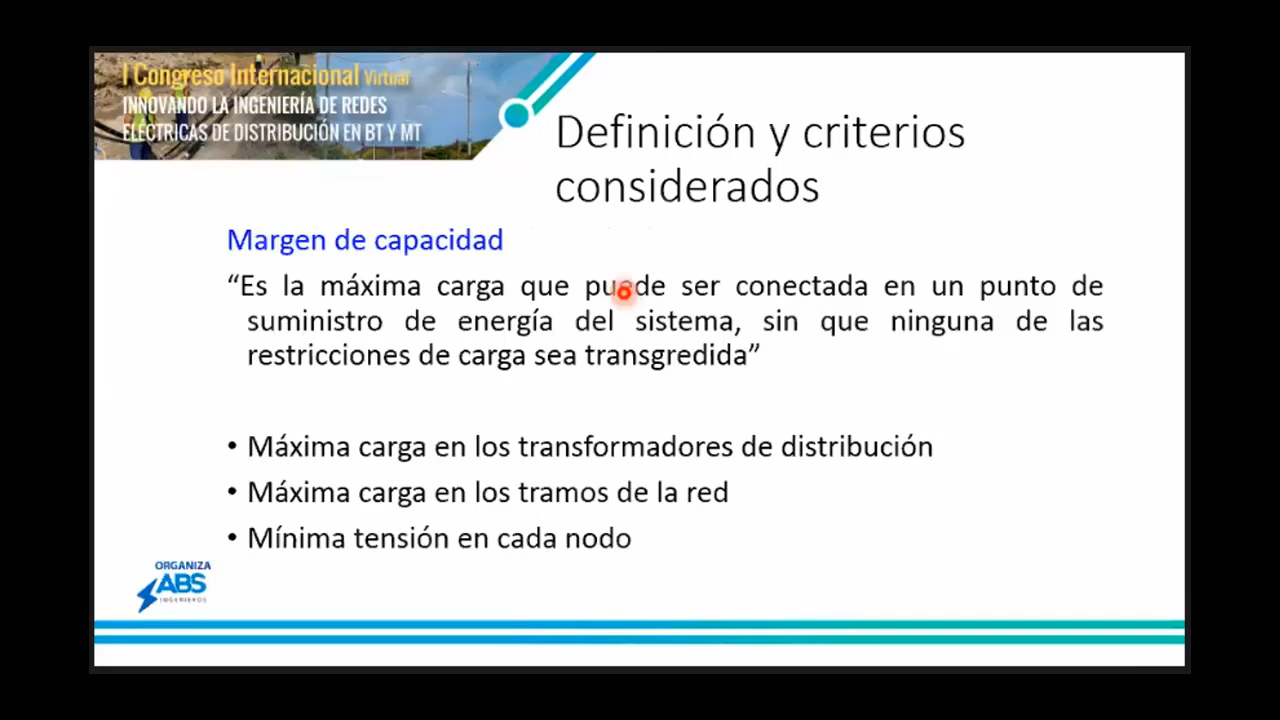 I Congreso Internacional Virtual
INNOVANDO LA INGENIERÍA DE REDES
ELÉCTRICAS DE DISTRIBUCIÓN EN BT Y MT
Definición y criterios
considerados
Margen de capacidad
“Es la máxima carga que puede ser conectada en un punto de
suministro de energía del sistema, sin que ninguna de las
restricciones de carga sea transgredida”
• Máxima carga en los transformadores de distribución
• Máxima carga en los tramos de la red
• Mínima tensión en cada nodo
ORGANIZA
ABS
INGENIEROS